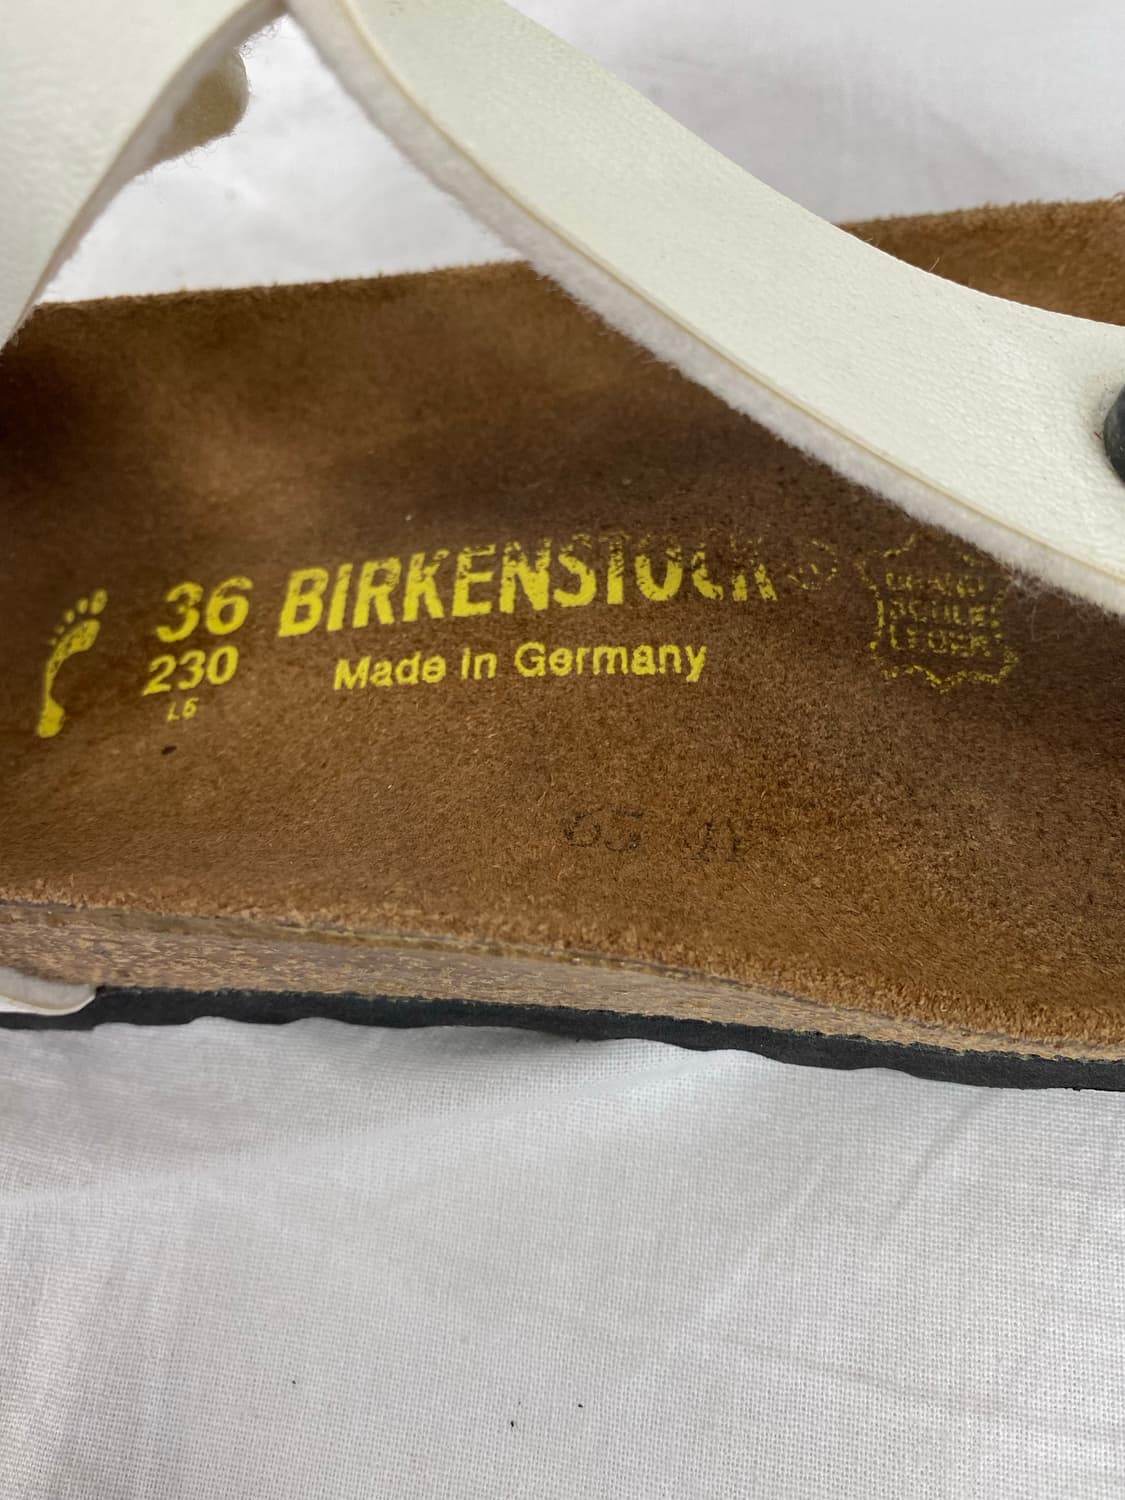 36 BIRKENSTOCK
230 Made in Germany
L5